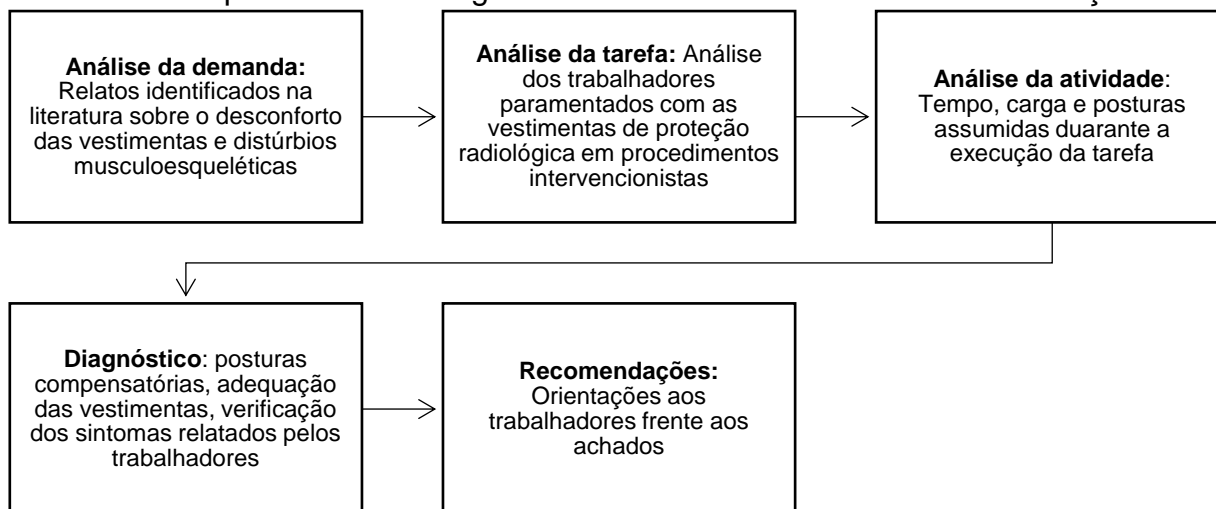 Análise da demanda:
Relatos identificados na
literatura sobre o desconforto
das vestimentas e distúrbios
musculoesqueléticas
Análise da tarefa: Análise
dos trabalhadores
paramentados com as
vestimentas de proteção
radiológica em procedimentos
intervencionistas
Análise da atividade:
Tempo, carga e posturas
assumidas duarante a
execução da tarefa
Diagnóstico: posturas
compensatórias, adequação
das vestimentas, verificação
dos sintomas relatados pelos
trabalhadores
Recomendações:
Orientações aos
trabalhadores frente aos
achados